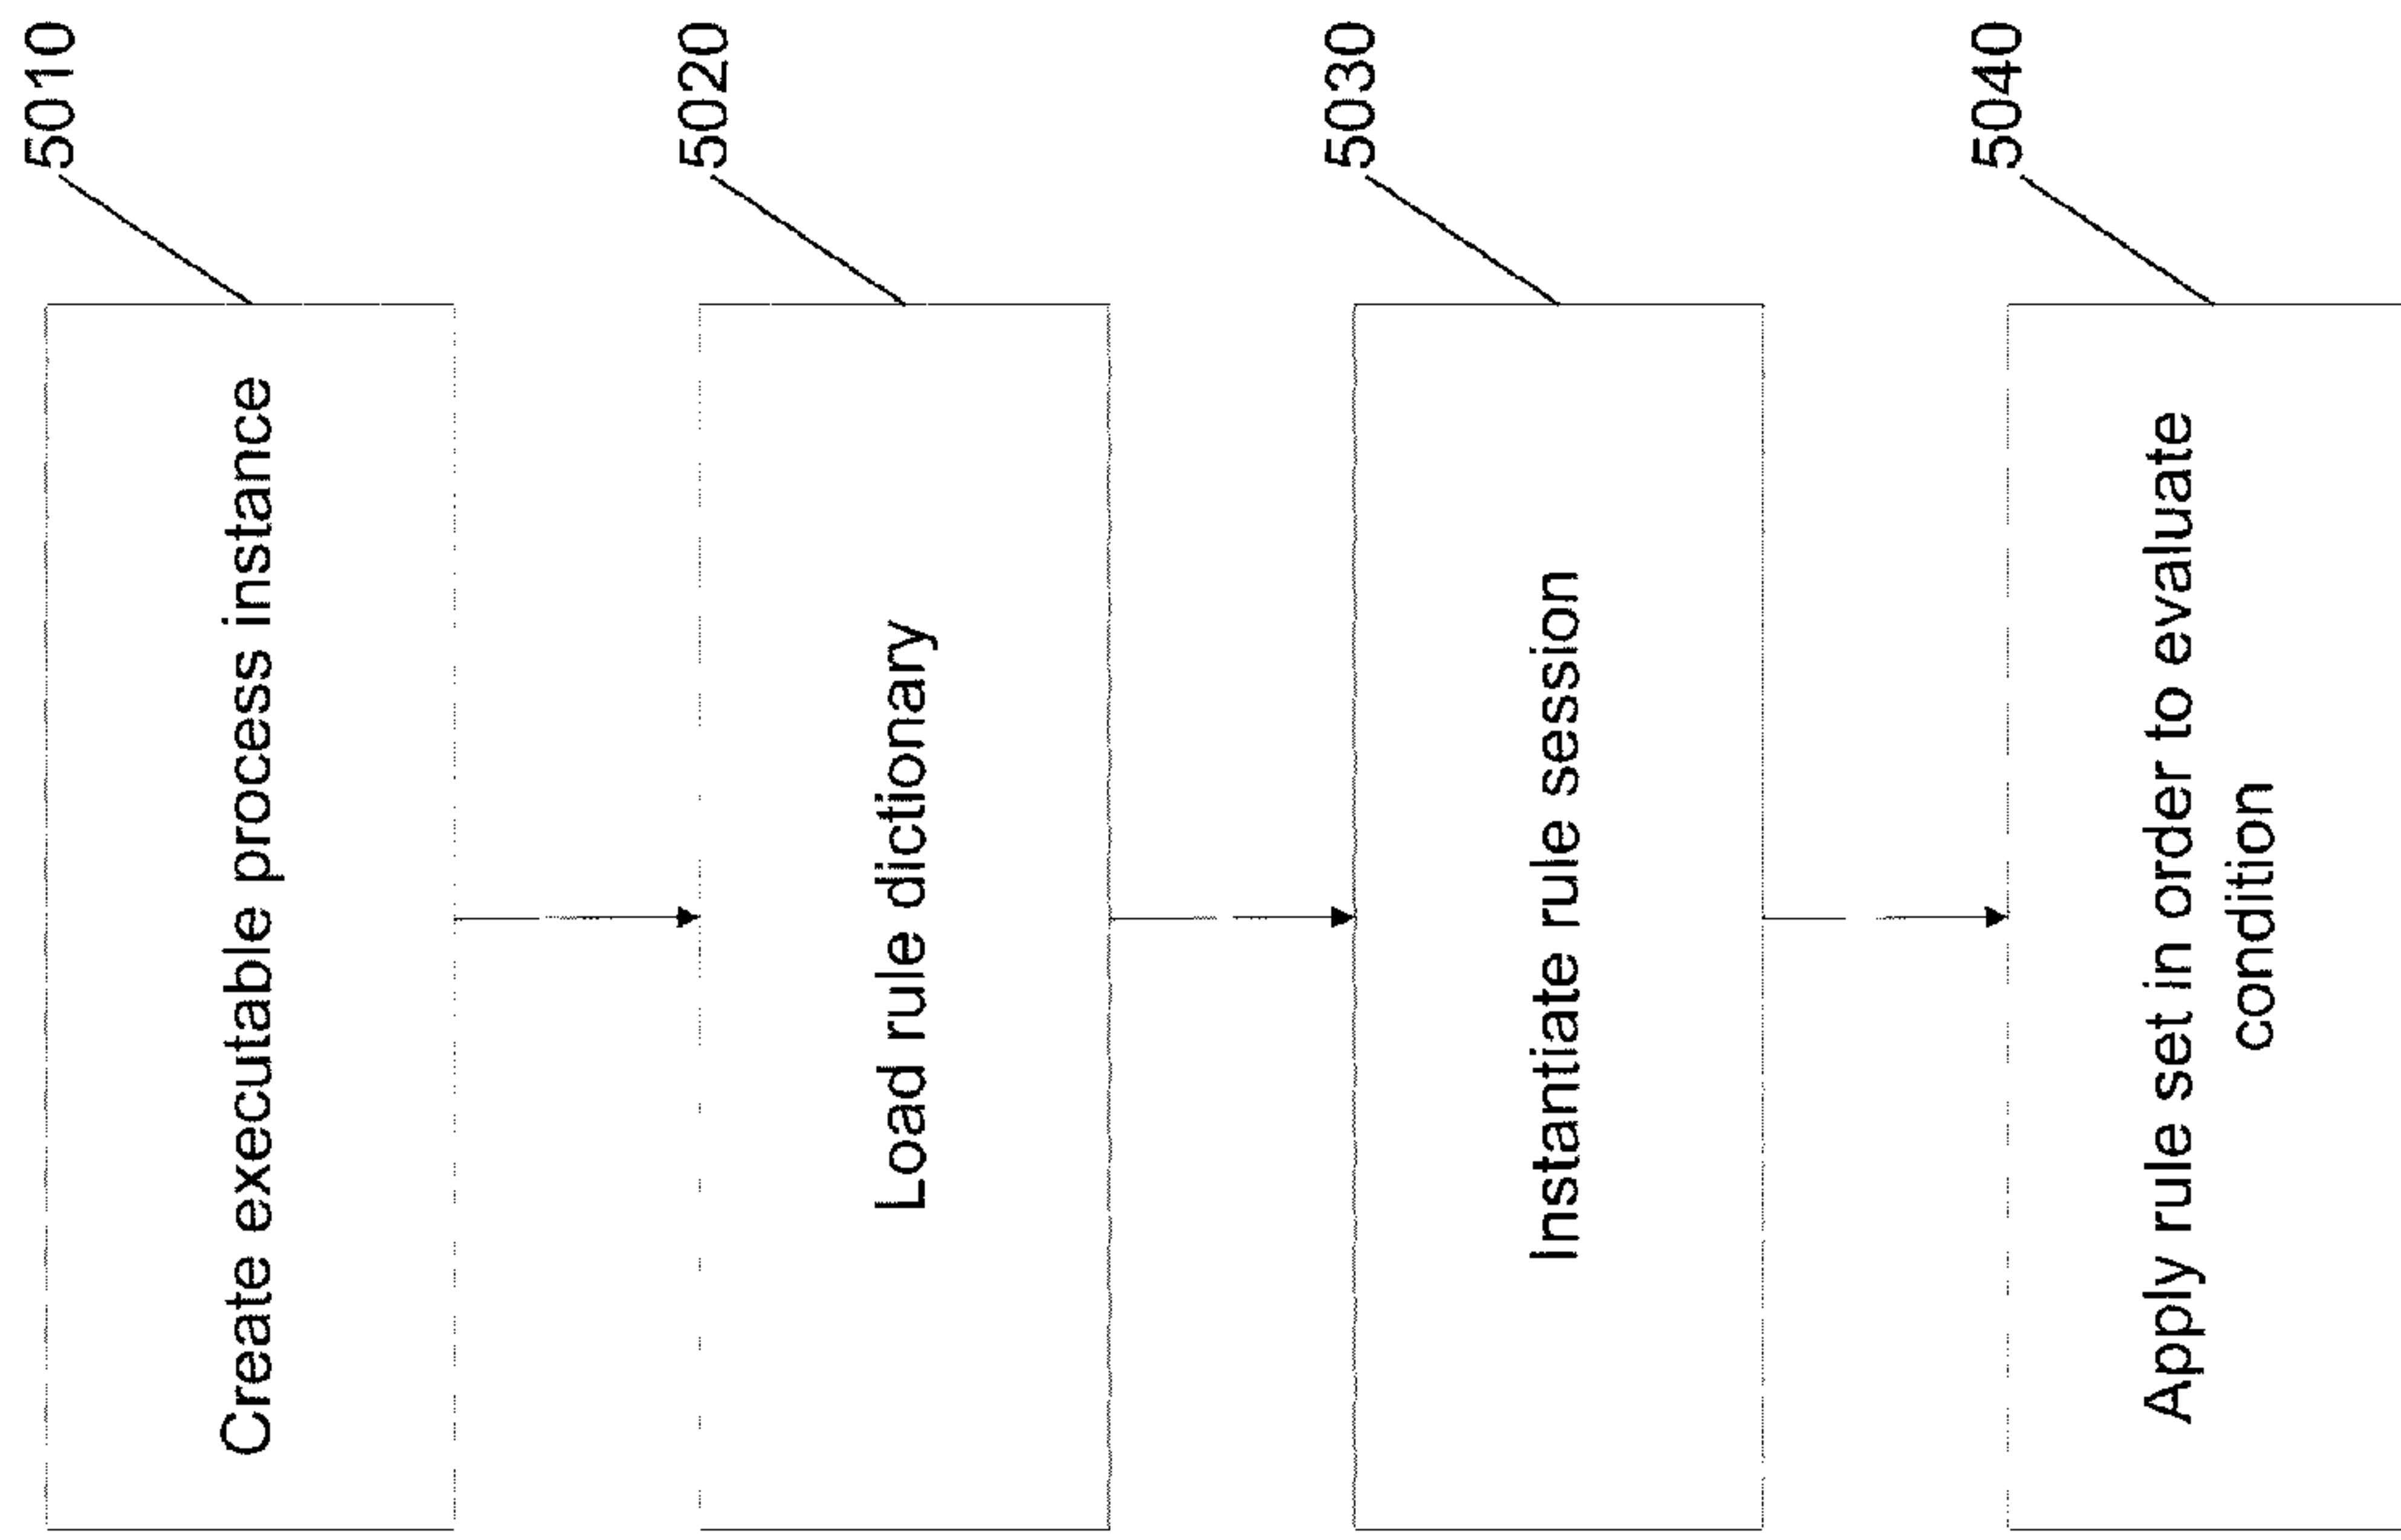 5010
Create executable process instance
5020
Load rule dictionary
5030
Instantiate rule session
5040
Apply rule set in order to evaluate
condition